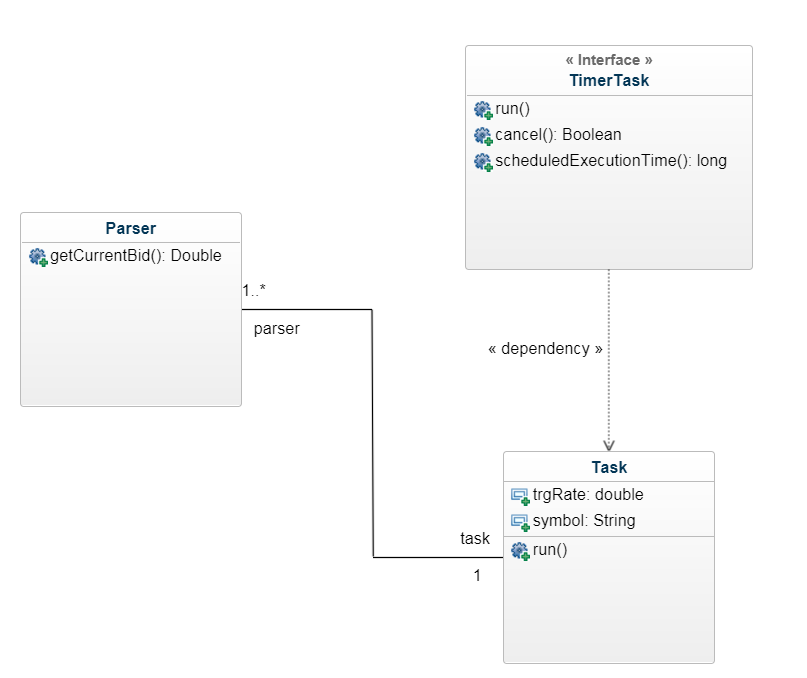 « Interface »
TimerTask
run()
cancel(): Boolean
scheduledExecutionTime(): long
Parser
getCurrentBid(): Double
1..*
parser
« dependency »
Task
trgRate: double
symbol: String
run()
task
1